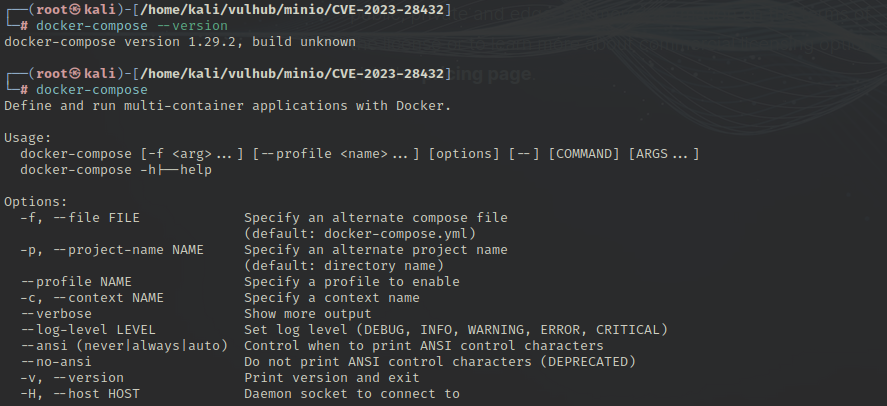 ┌──(root㉿kali)-[/home/kali/vulhub/minio/CVE-2023-28432]
└─# docker-compose --version
docker-compose version 1.29.2, build unknown
┌──(root㉿kali)-[/home/kali/vulhub/minio/CVE-2023-28432]
└─# docker-compose
Define and run multi-container applications with Docker.
Usage:
  docker-compose [-f <arg>...] [--profile <name>...] [options] [--] [COMMAND] [ARGS...]
  docker-compose -h|--help
Options:
  -f, --file FILE             Specify an alternate compose file
                              (default: docker-compose.yml)
  -p, --project-name NAME     Specify an alternate project name
                              (default: directory name)
  --profile NAME              Specify a profile to enable
  -c, --context NAME          Specify a context name
  --verbose                   Show more output
  --log-level LEVEL           Set log level (DEBUG, INFO, WARNING, ERROR, CRITICAL)
  --ansi (never|always|auto)  Control when to print ANSI control characters
  --no-ansi                   Do not print ANSI control characters (DEPRECATED)
  -v, --version               Print version and exit
  -H, --host HOST             Daemon socket to connect to